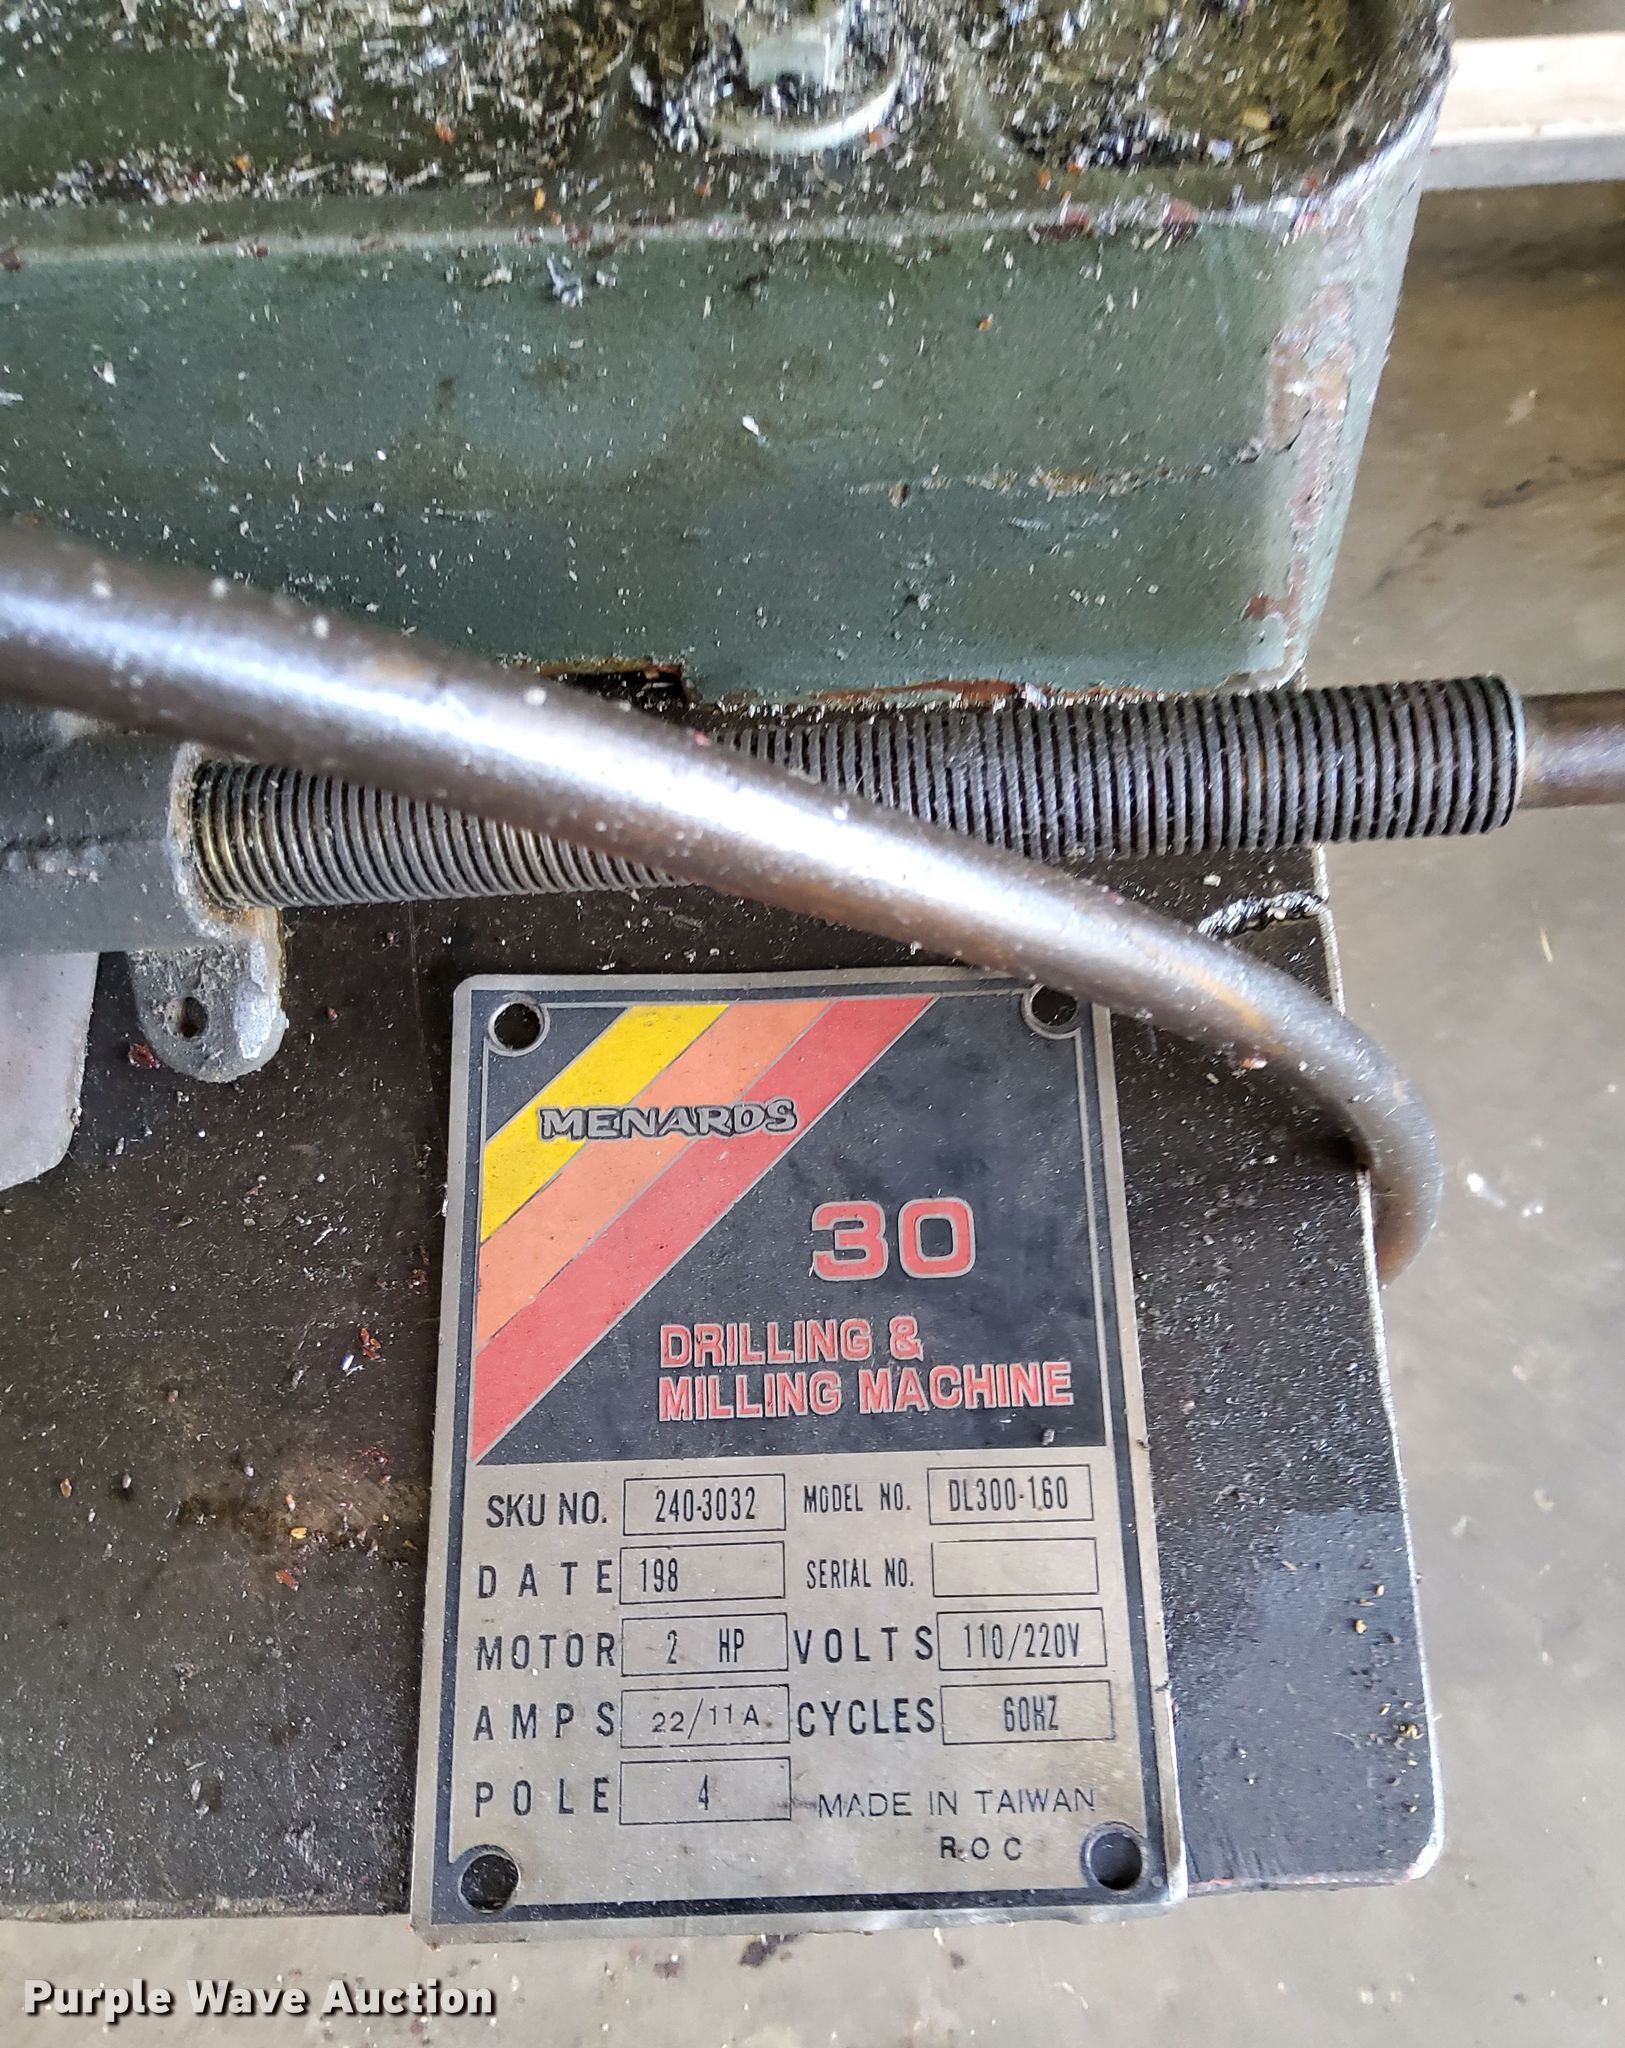 MENARDS
30
DRILLING &
MILLING MACHINE
SKU NO. 240-3032 MODEL NO. DL300-160
DATE 198 SERIAL NO.
MOTOR 2 HP VOLTS 110/220V
AMPS 22/11A CYCLES 60HZ
POLE 4 MADE IN TAIWAN
R.O.C
Purple Wave Auction